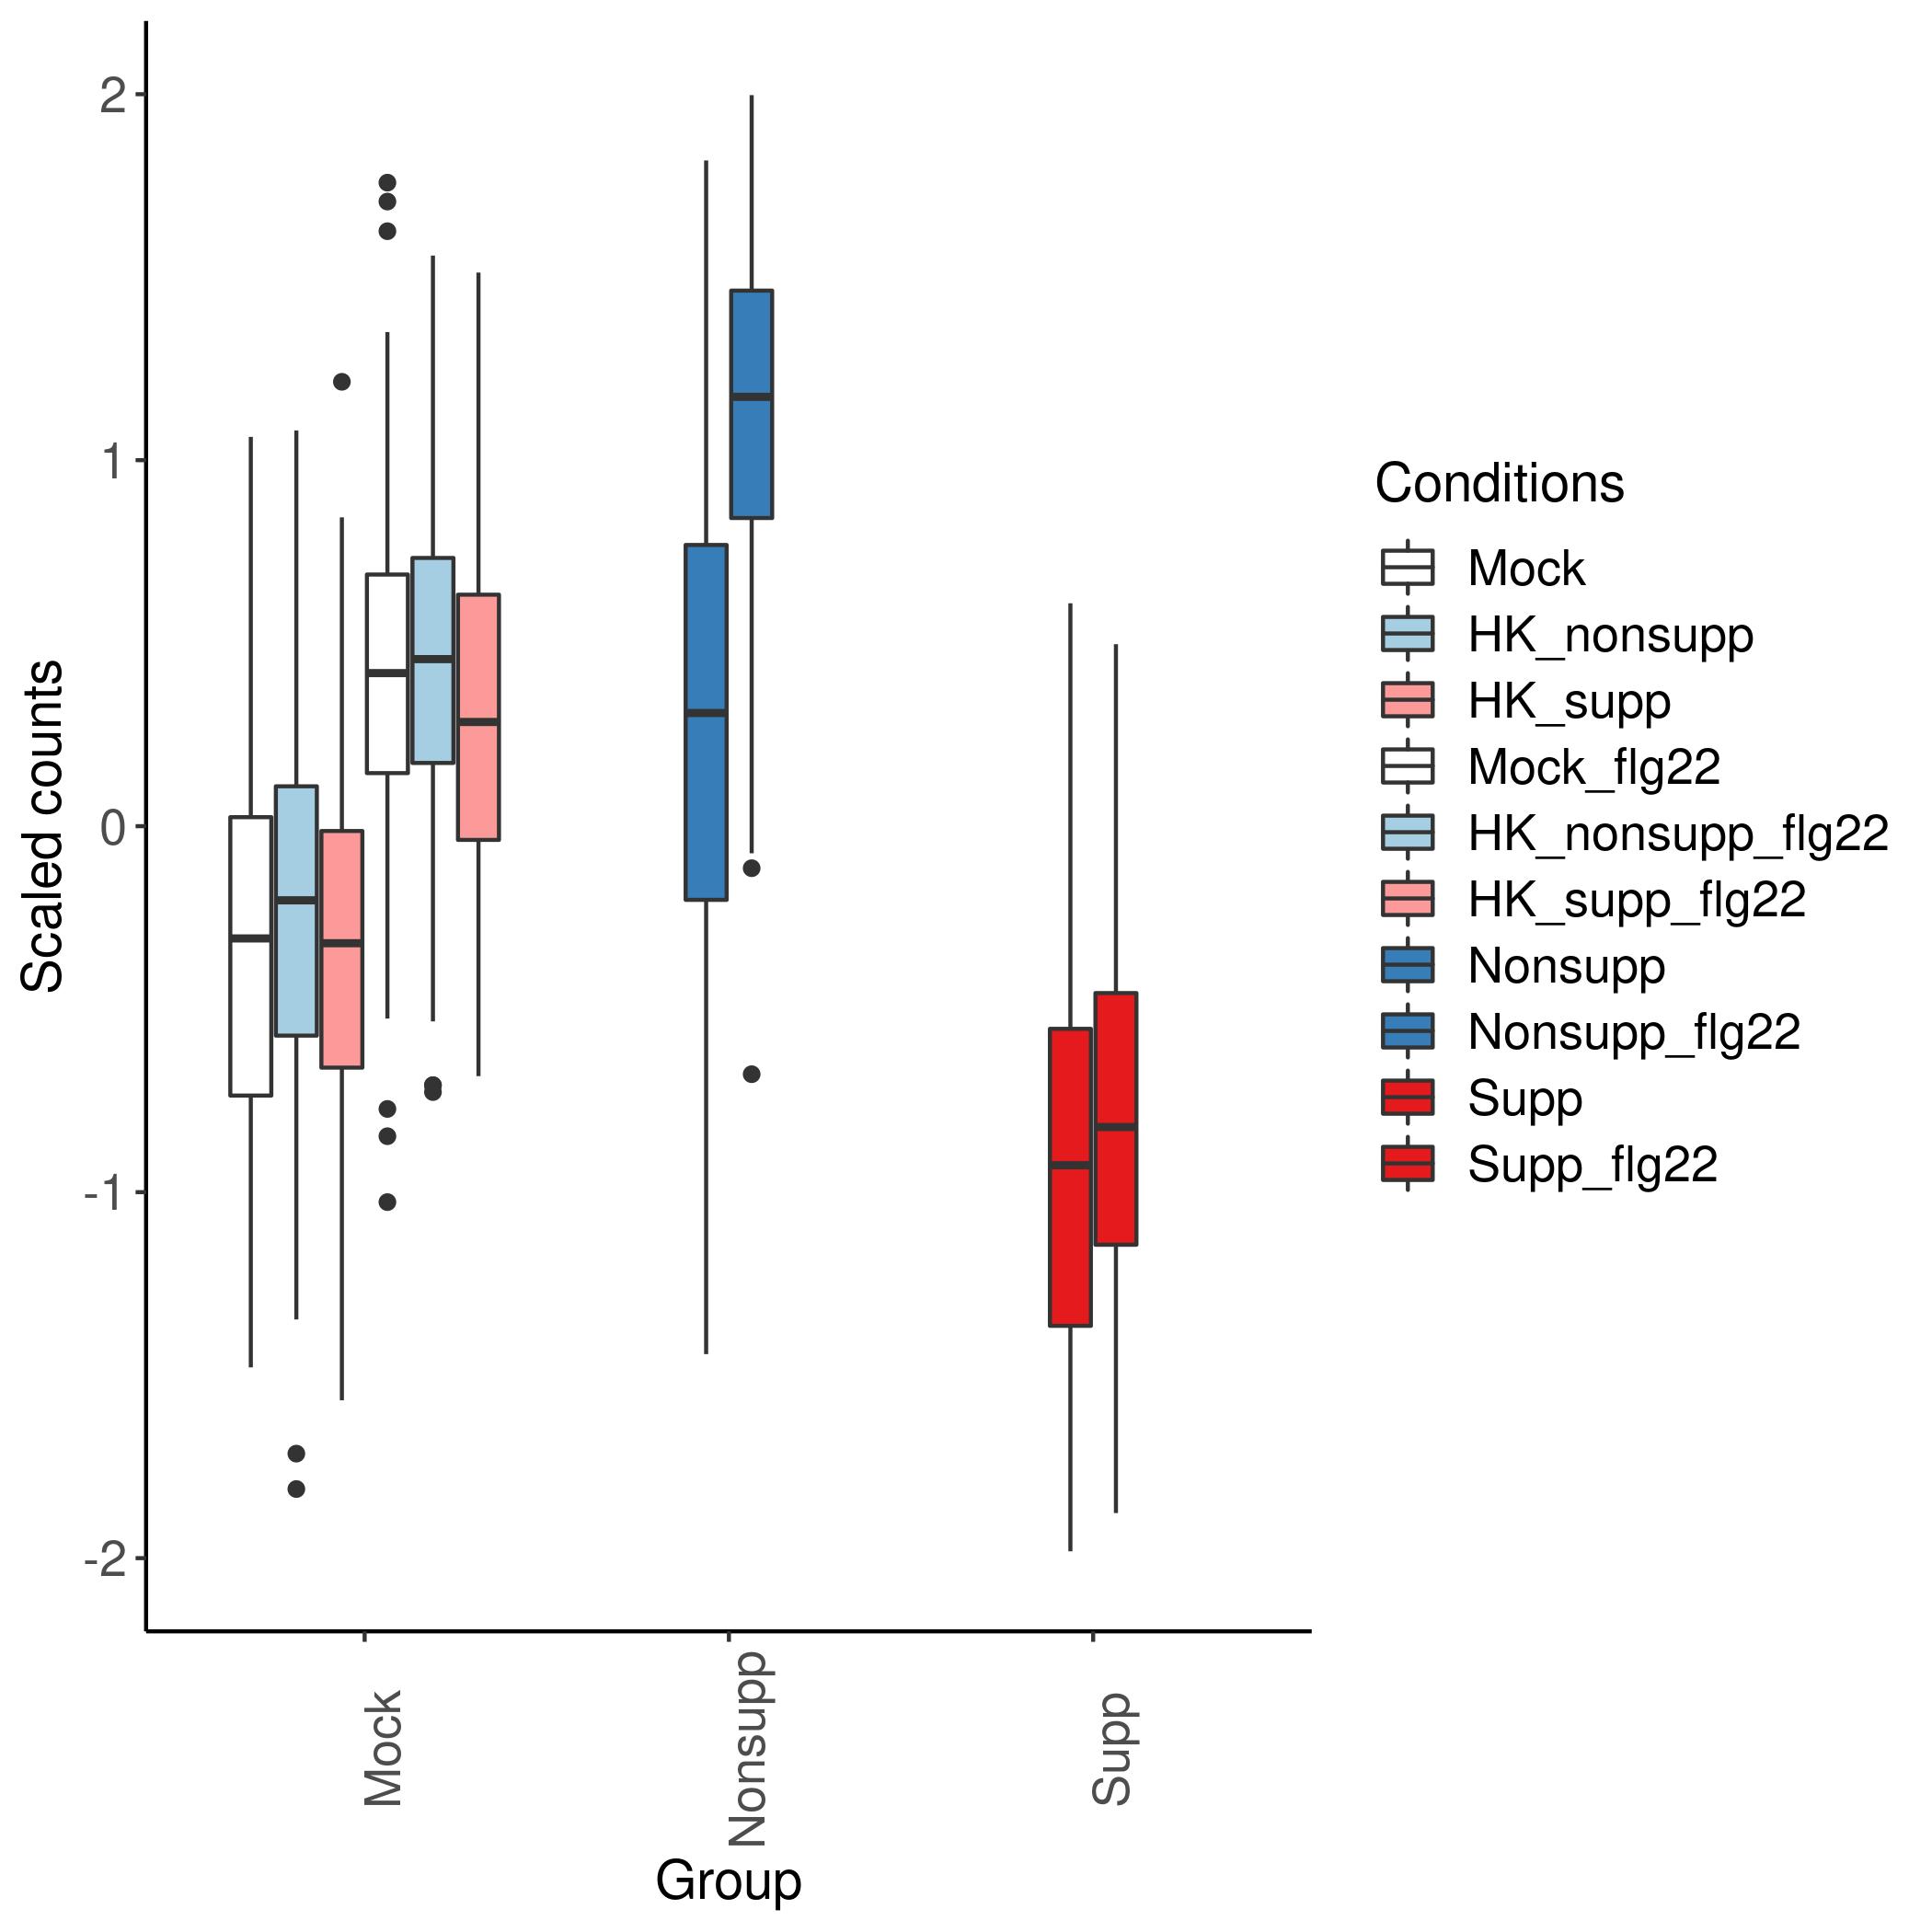 2
1
0
-1
-2
Scaled counts
Mock
Nonsupp
Supp
Group
Conditions
Mock
HK_nonsupp
HK_supp
Mock_flg22
HK_nonsupp_flg22
HK_supp_flg22
Nonsupp
Nonsupp_flg22
Supp
Supp_flg22